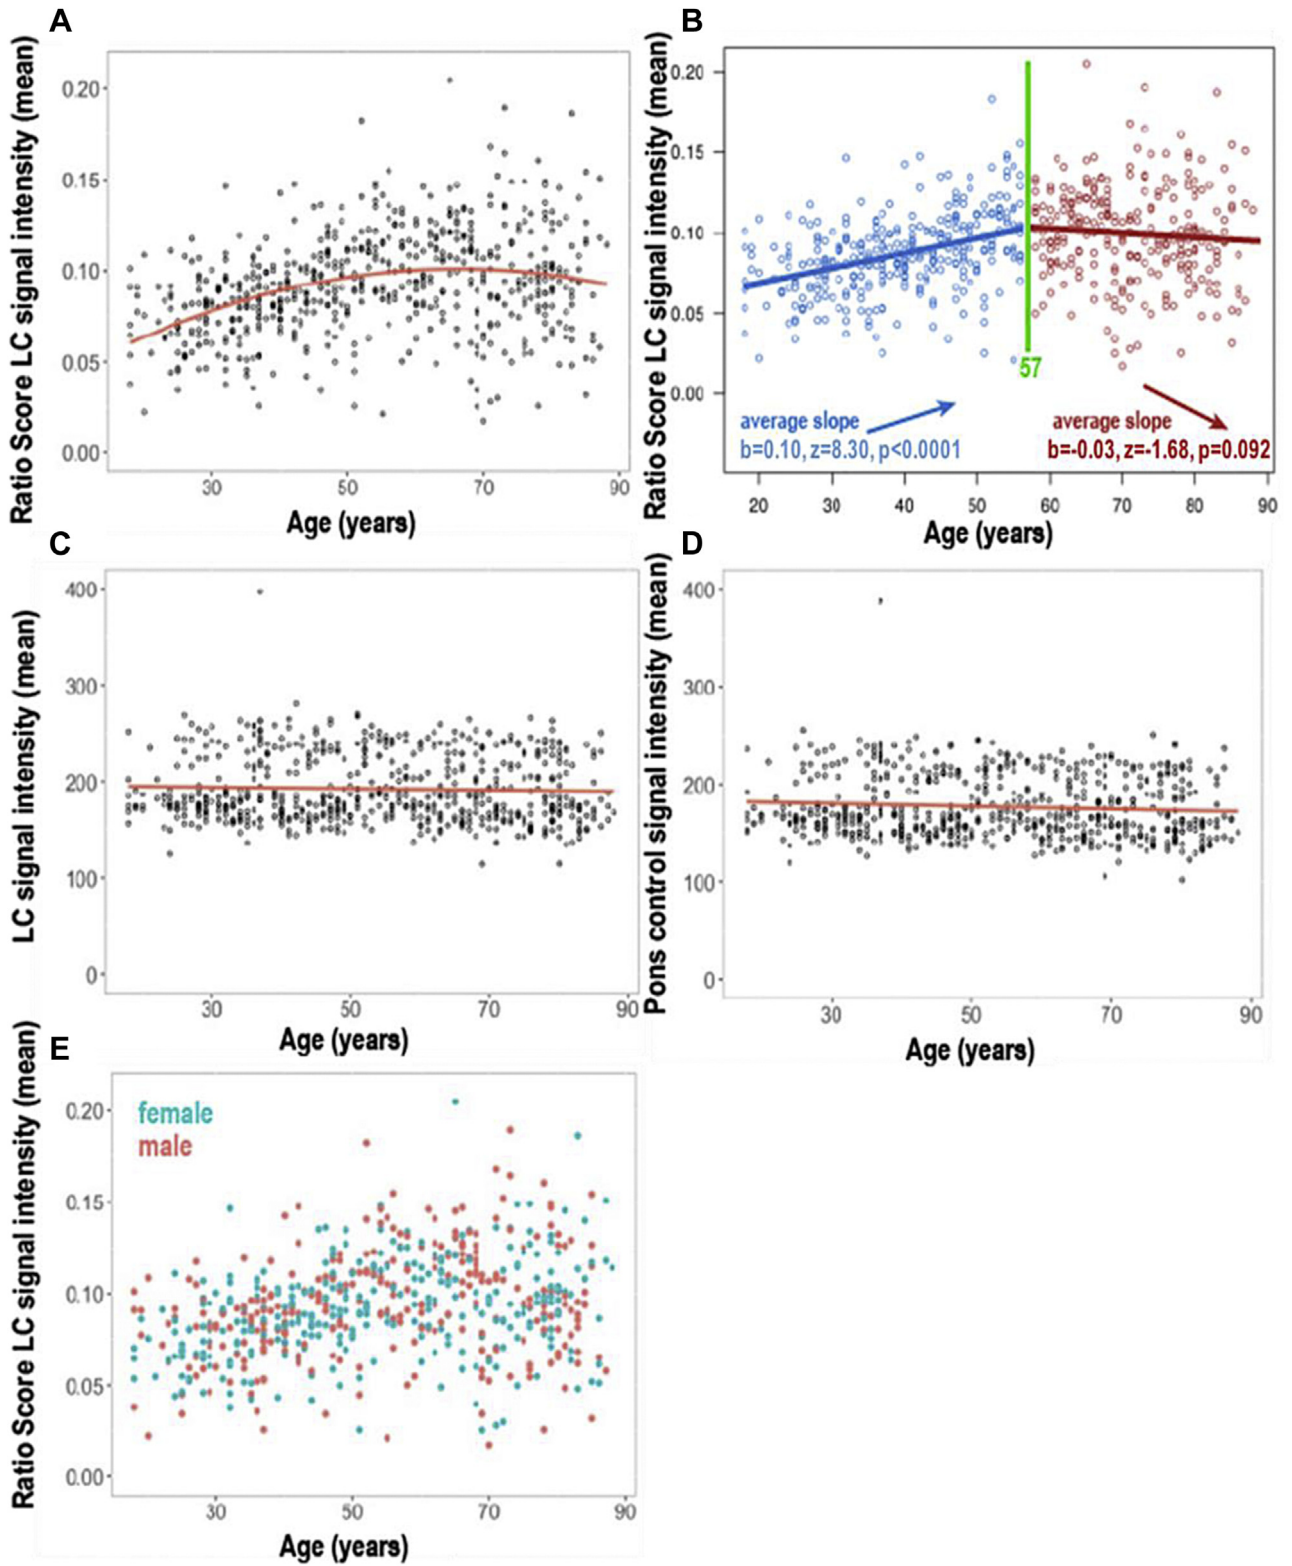 A
Ratio Score LC signal intensity (mean)
0.20
0.15
0.10
0.05
0.00
30 50 70 90
Age (years)
B
Ratio Score LC signal intensity (mean)
0.20
0.15
0.10
0.05
0.00
57
average slope
b=0.10, z=8.30, p<0.0001
average slope
b=-0.03, z=-1.68, p=0.092
20 30 40 50 60 70 80 90
Age (years)
C
LC signal intensity (mean)
400
300
200
100
0
30 50 70 90
Age (years)
D
Pons control signal intensity (mean)
400
300
200
100
0
30 50 70 90
Age (years)
E
Ratio Score LC signal intensity (mean)
0.20
0.15
0.10
0.05
0.00
female
male
30 50 70 90
Age (years)